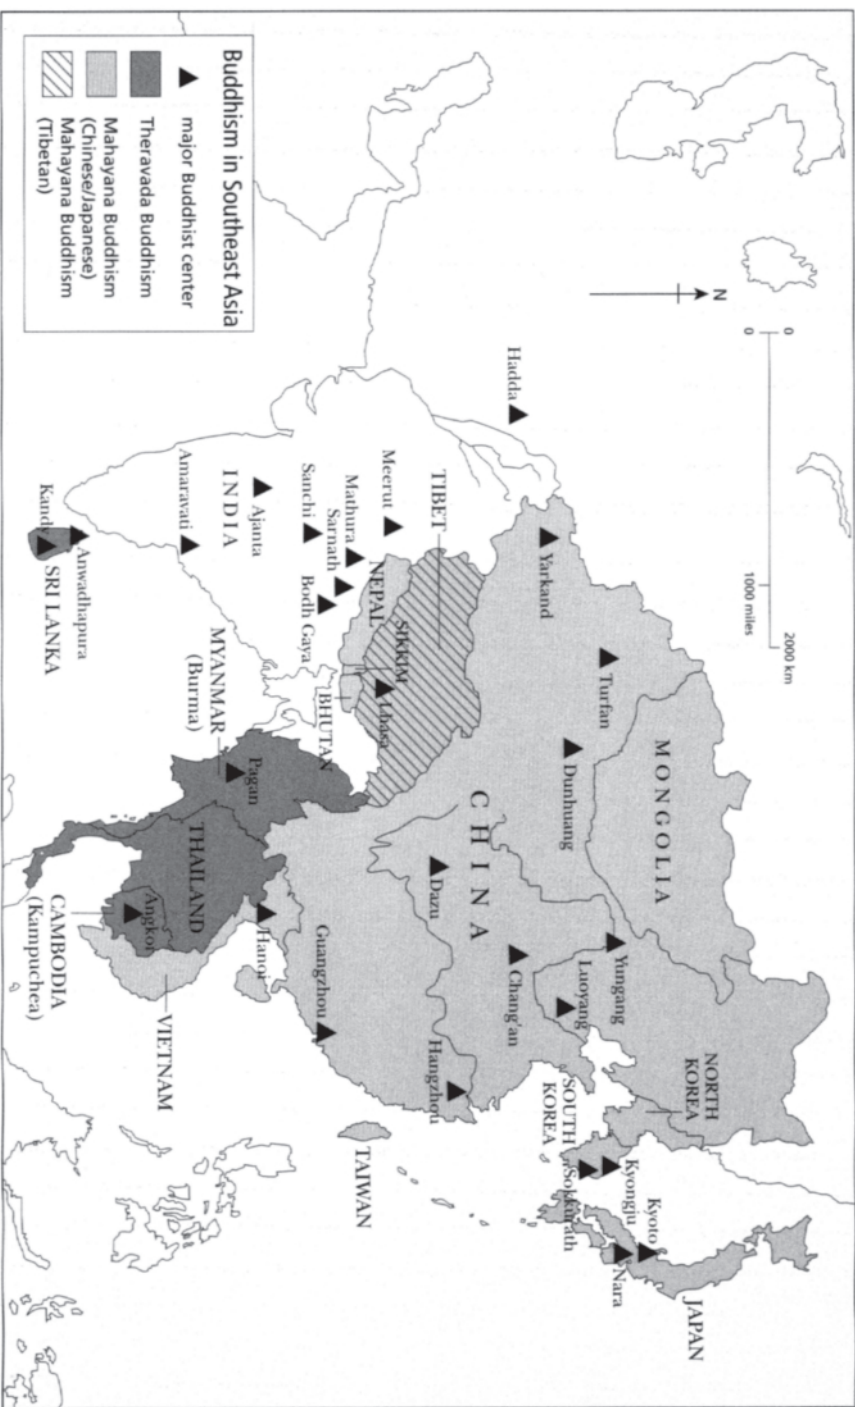 Buddhism in Southeast Asia
major Buddhist center
Theravada Buddhism
Mahayana Buddhism
(Chinese/Japanese)
Mahayana Buddhism
(Tibetan)
N
0
2000 km
0
1000 miles
Hadda
Yarkand
Turfan
Dunhuang
MONGOLIA
CHINA
Dazu
Chang'an
Yungang
Luoyang
Hangzhou
Guangzhou
NORTH
KOREA
SOUTH
KOREA
Sokkurath
Kyongju
Kyoto
Nara
JAPAN
TAIWAN
TIBET
Meerut
Mathura
Sarnath
Sanchi
Bodh Gaya
NEPAL
SIKKIM
Lhasa
BHUTAN
INDIA
Ajanta
Amaravati
Anwadhapura
Kandy
SRI LANKA
MYANMAR
(Burma)
Pagan
THAILAND
Hanoi
Angkor
CAMBODIA
(Kampuchea)
VIETNAM